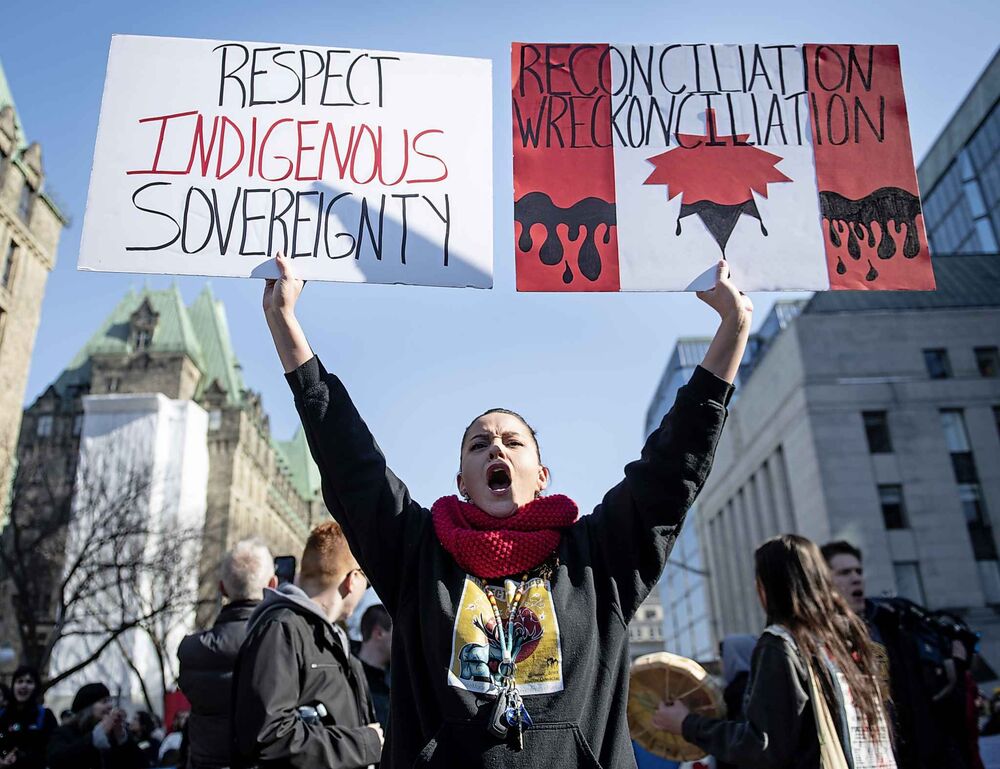 RESPECT
INDIGENOUS
SOVEREIGNTY
RECONCILIATION
WRECKONCILIATION